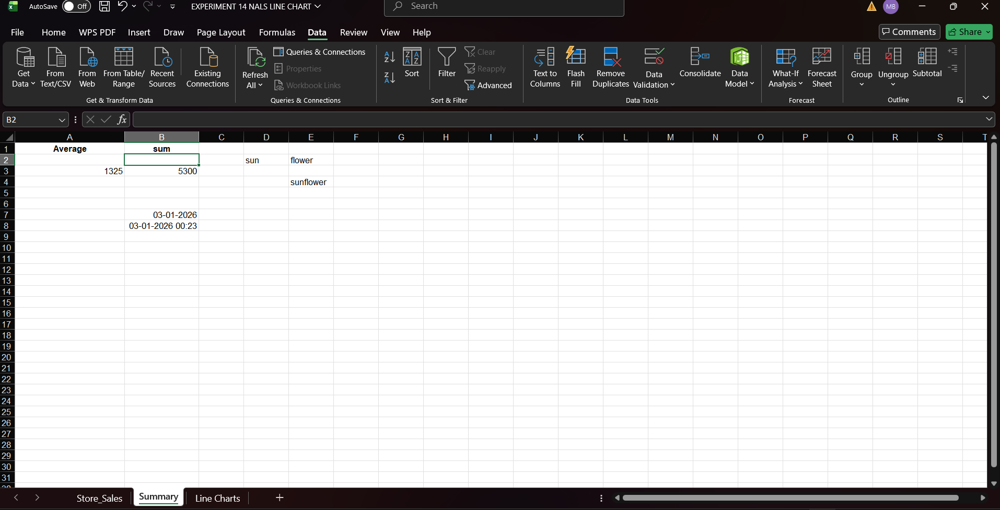 AutoSave Off EXPERIMENT 14 NALS LINE CHART Search MB
File Home WPS PDF Insert Draw Page Layout Formulas Data Review View Help Comments Share
Get Data From Text/CSV From Web From Table/ Range Recent Sources Existing Connections
Get & Transform Data
Refresh All Queries & Connections
Properties
Workbook Links
Queries & Connections
Sort Filter Clear
Reapply
Advanced
Sort & Filter
Text to Columns Flash Fill Remove Duplicates Data Validation Consolidate Data Model
Data Tools
What-If Analysis Forecast Sheet
Forecast
Group Ungroup Subtotal
Outline
B2 fx
A B C D E F G H I J K L M N O P Q R S T
1 Average sum
2 sun flower
3 1325 5300
4 sunflower
5
6
7 03-01-2026
8 03-01-2026 00:23
9
10
11
12
13
14
15
16
17
18
19
20
21
22
23
24
25
26
27
28
29
30
31
Store_Sales Summary Line Charts